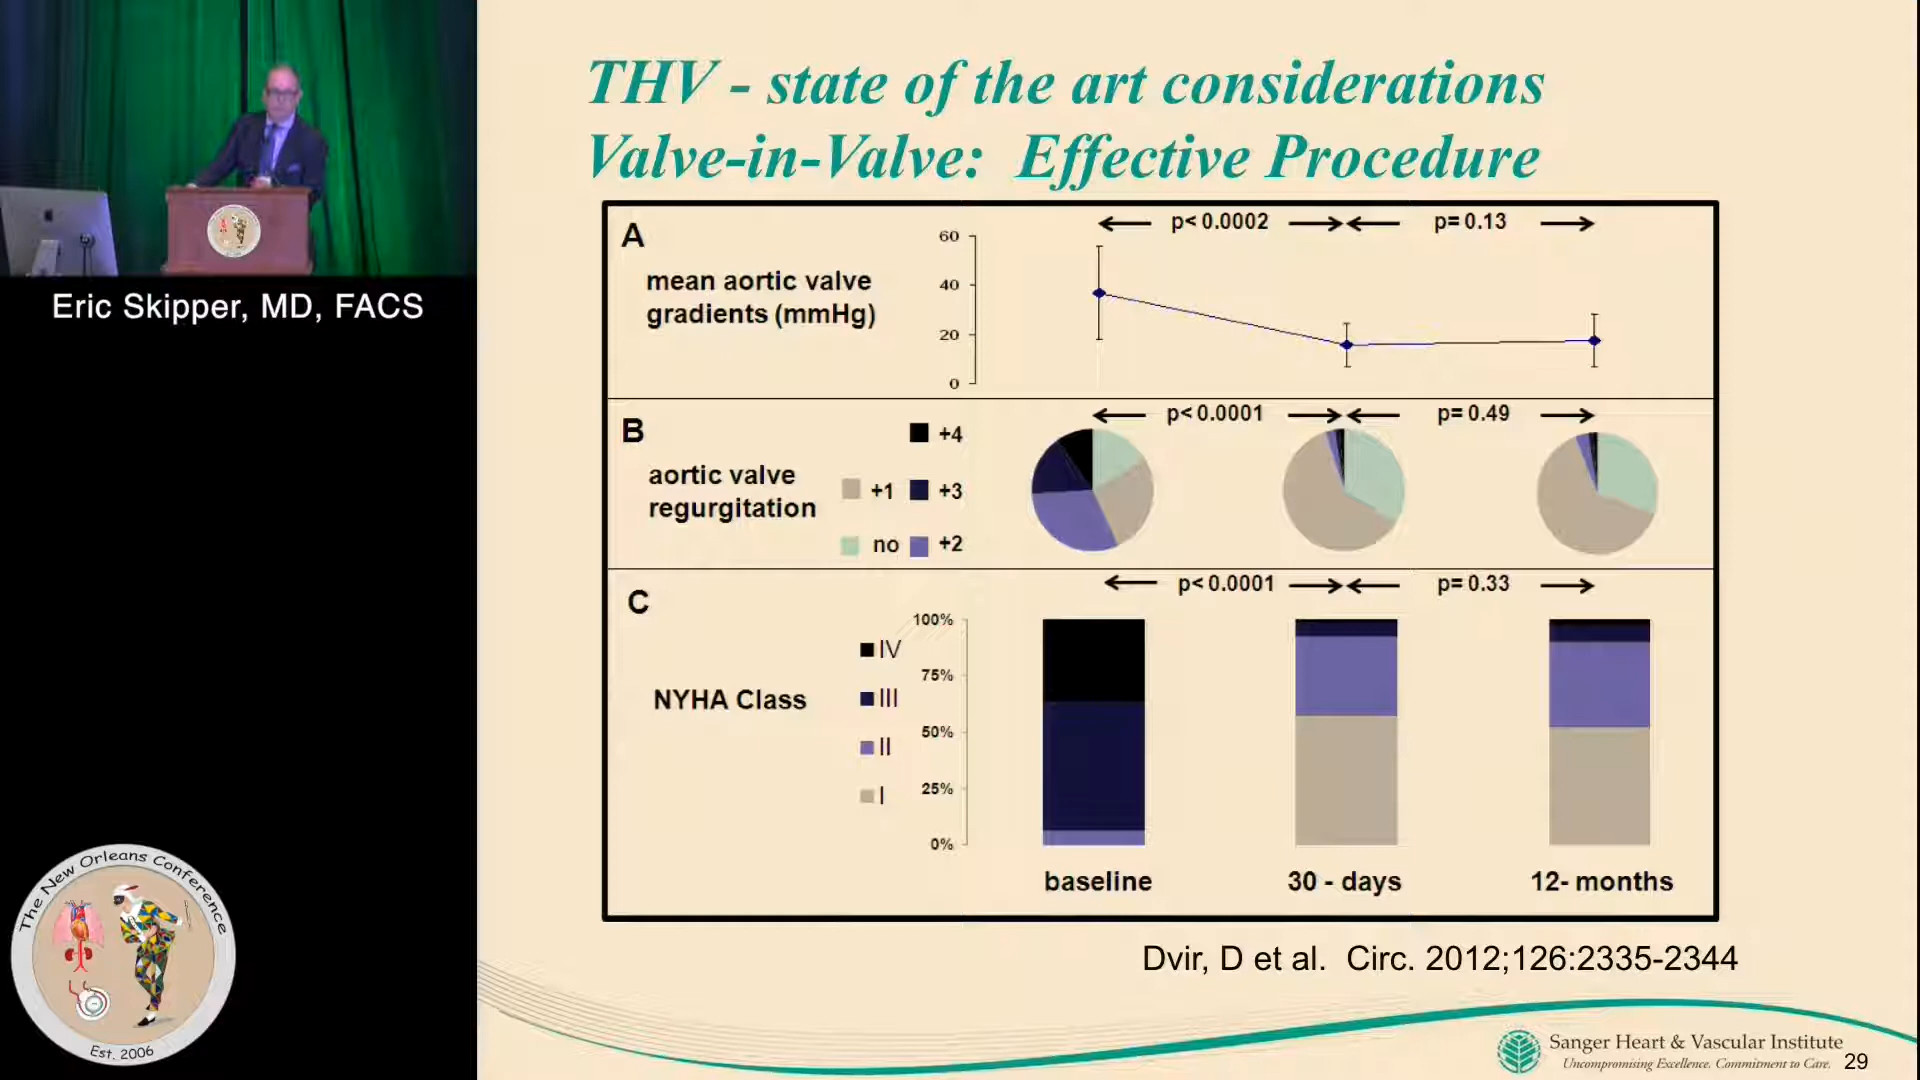 THV - state of the art considerations
Valve-in-Valve: Effective Procedure
Eric Skipper, MD, FACS
A
mean aortic valve
gradients (mmHg)
60
40
20
0
p< 0.0002
p= 0.13
B
aortic valve
regurgitation
+4
+1
+3
no
+2
p< 0.0001
p= 0.49
C
NYHA Class
IV
III
II
I
100%
75%
50%
25%
0%
p< 0.0001
p= 0.33
baseline
30 - days
12- months
Dvir, D et al. Circ. 2012;126:2335-2344
The New Orleans Conference
Est. 2006
Sanger Heart & Vascular Institute
Uncompromising Excellence. Commitment to Care.
29